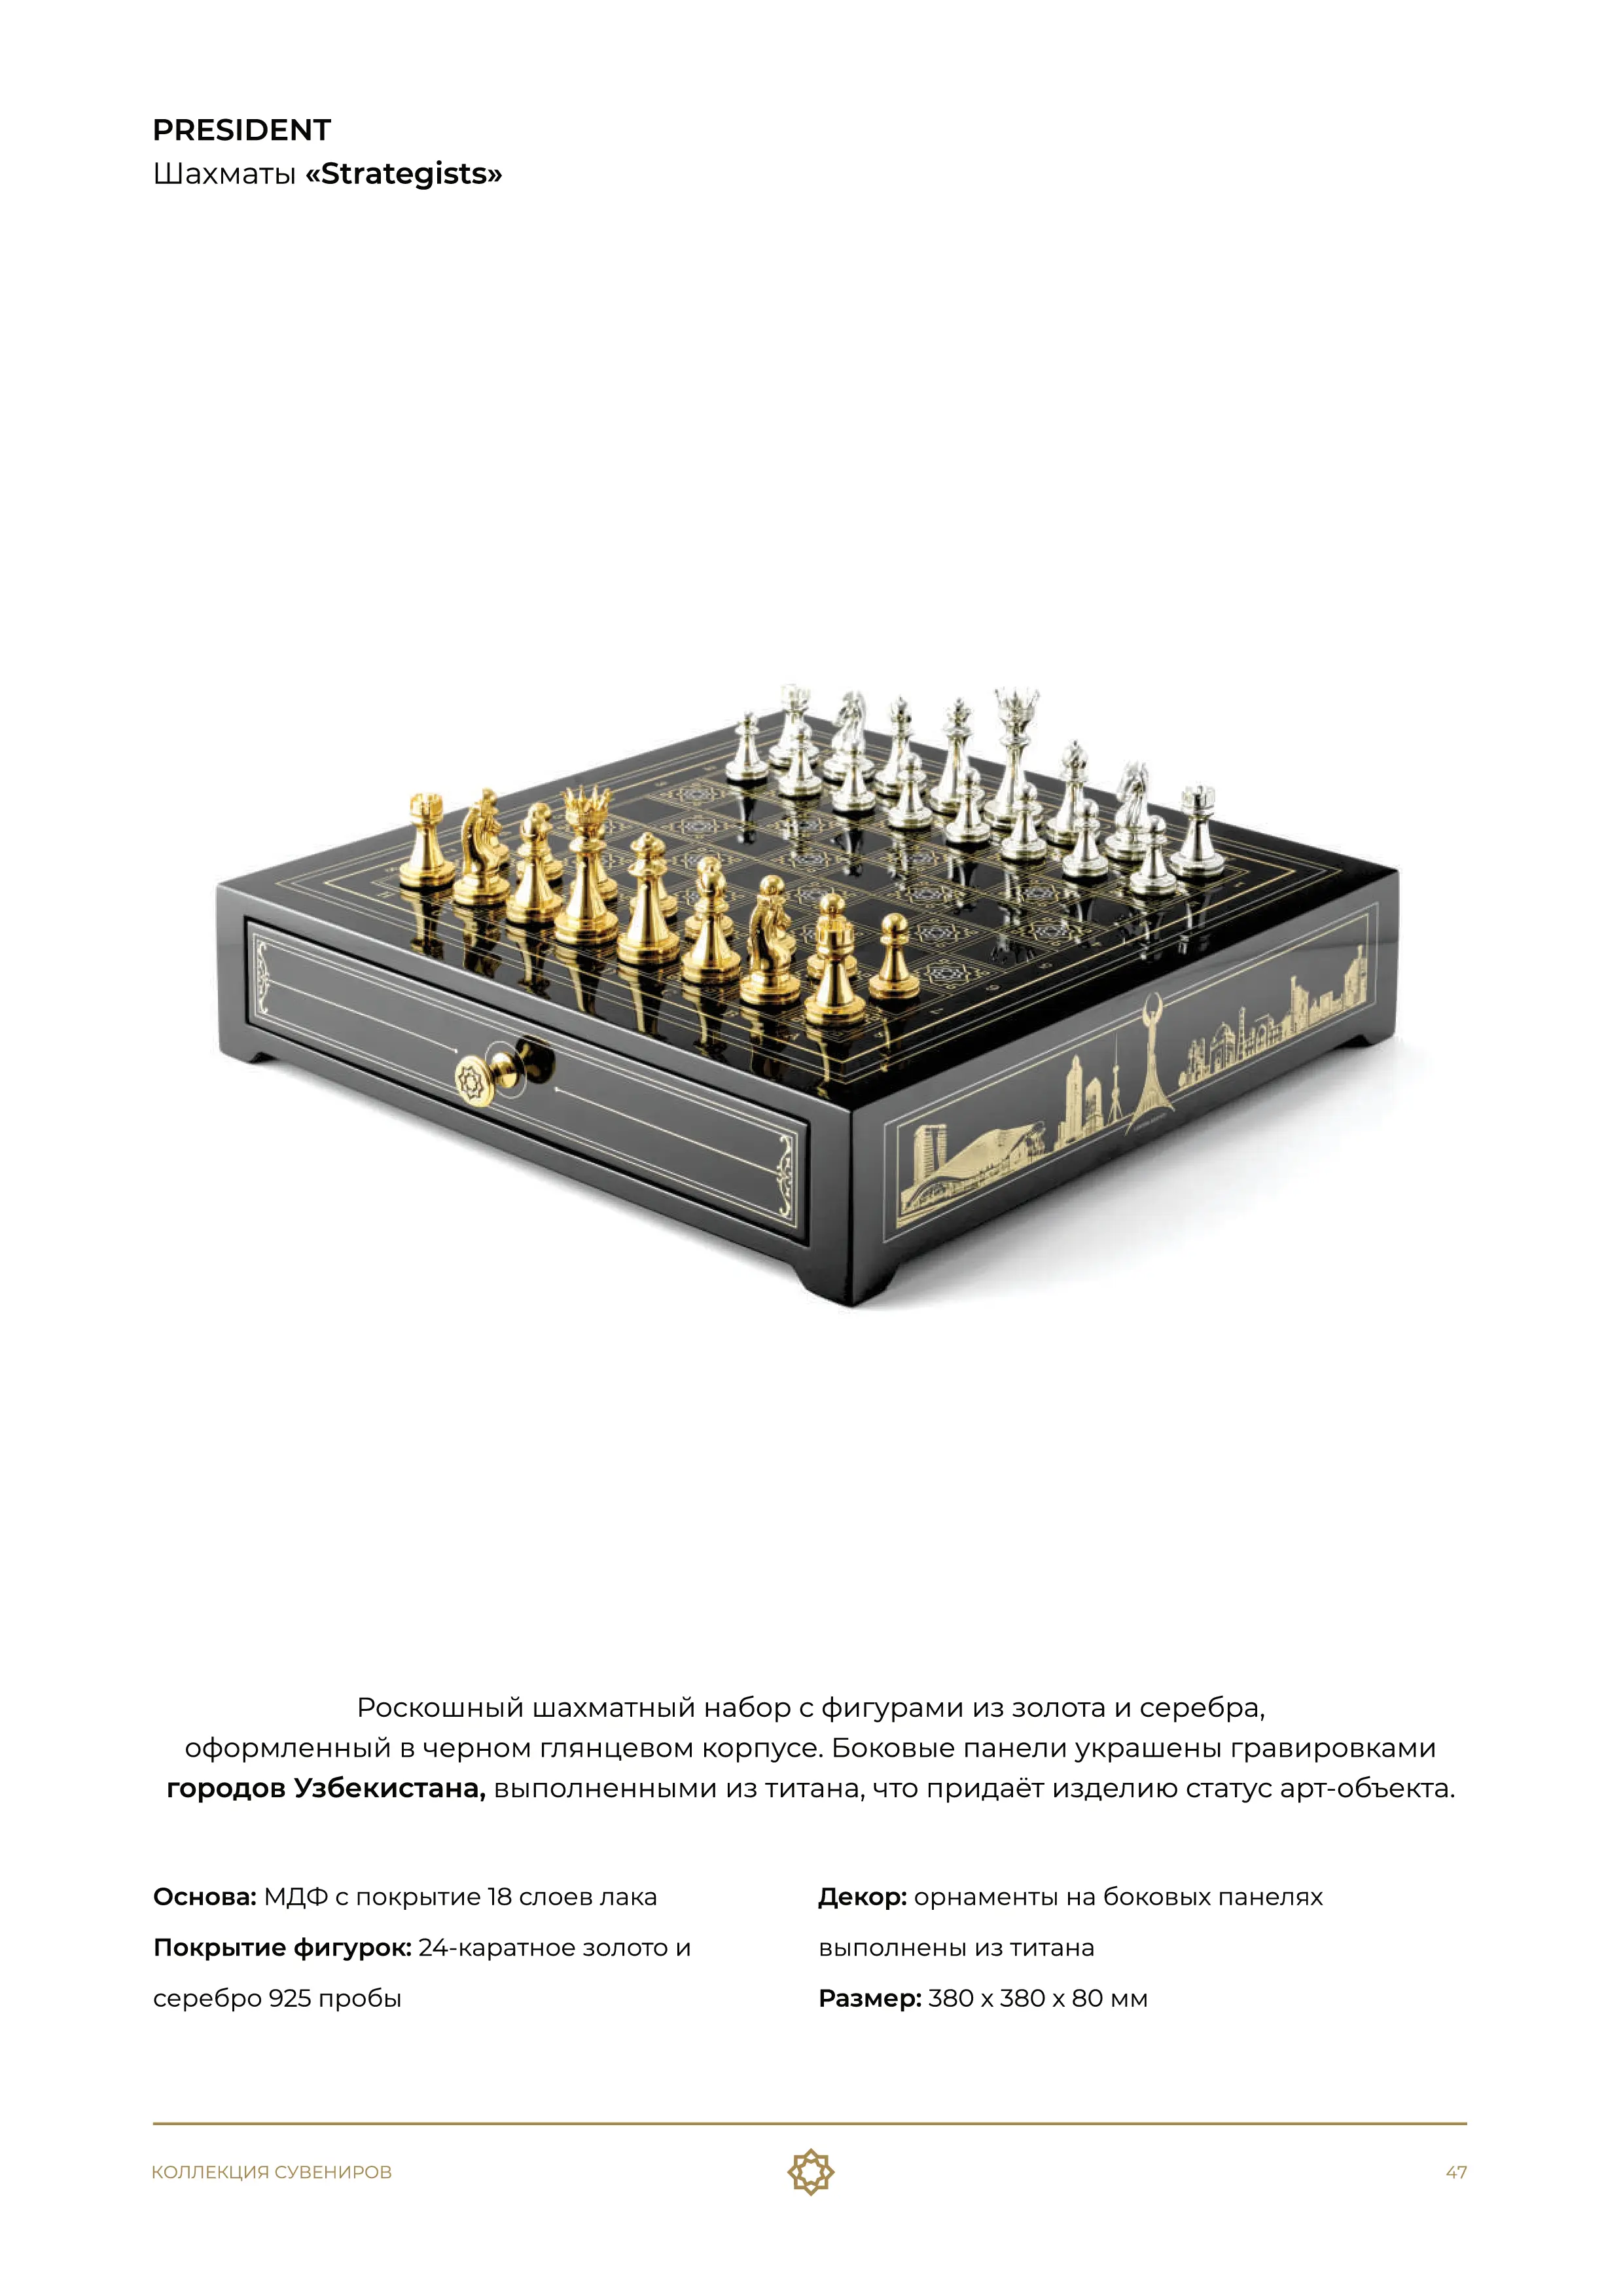 PRESIDENT
Шахматы «Strategists»
Роскошный шахматный набор с фигурами из золота и серебра,
оформленный в черном глянцевом корпусе. Боковые панели украшены гравировками
городов Узбекистана, выполненными из титана, что придаёт изделию статус арт-объекта.
Основа: МДФ с покрытие 18 слоев лака
Покрытие фигурок: 24-каратное золото и
серебро 925 пробы
Декор: орнаменты на боковых панелях
выполнены из титана
Размер: 380 x 380 x 80 мм
КОЛЛЕКЦИЯ СУВЕНИРОВ
47